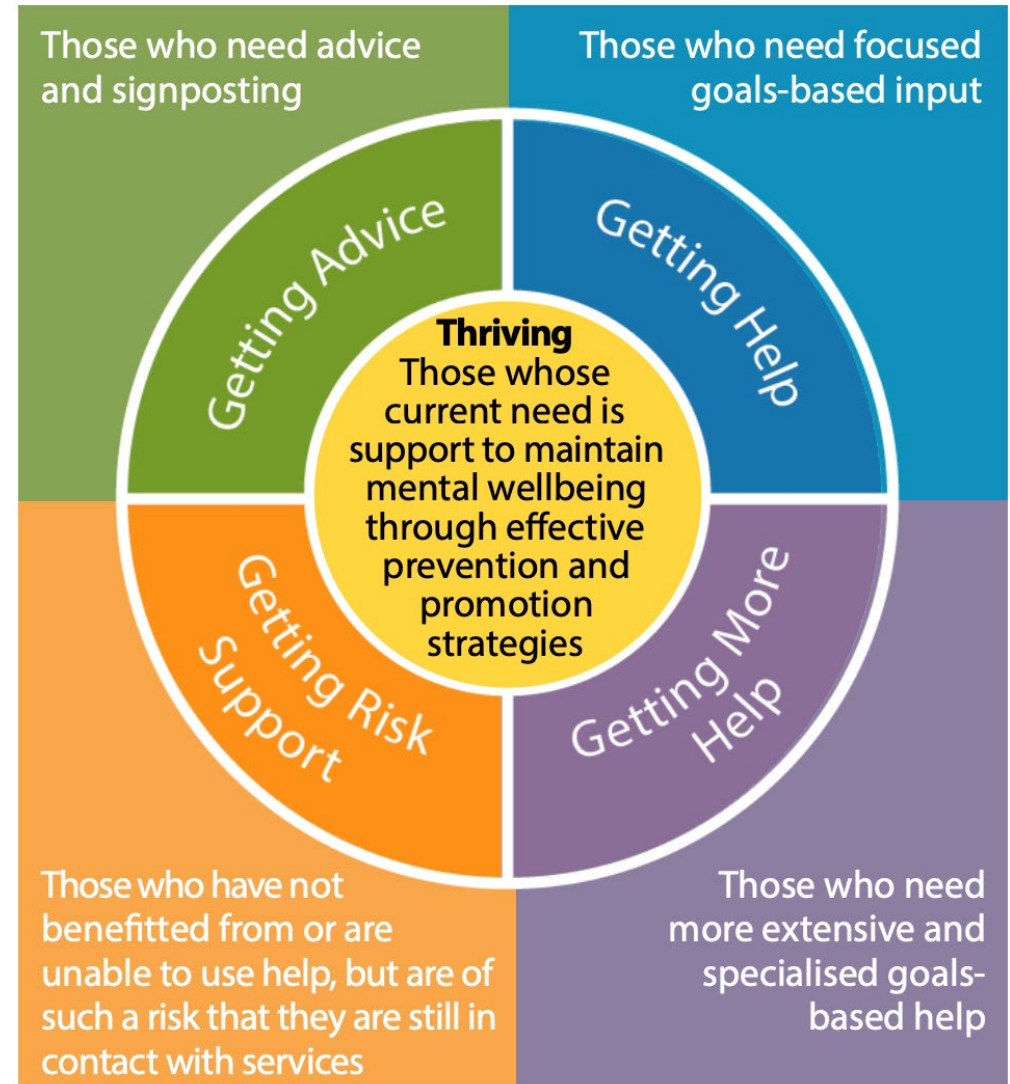 Those who need advice
and signposting
Those who need focused
goals-based input
Getting Advice
Getting Help
Thriving
Those whose
current need is
support to maintain
mental wellbeing
through effective
prevention and
promotion
strategies
Getting Risk
Support
Getting More
Help
Those who have not
benefitted from or are
unable to use help, but are of
such a risk that they are still in
contact with services
Those who need
more extensive and
specialised goals-
based help